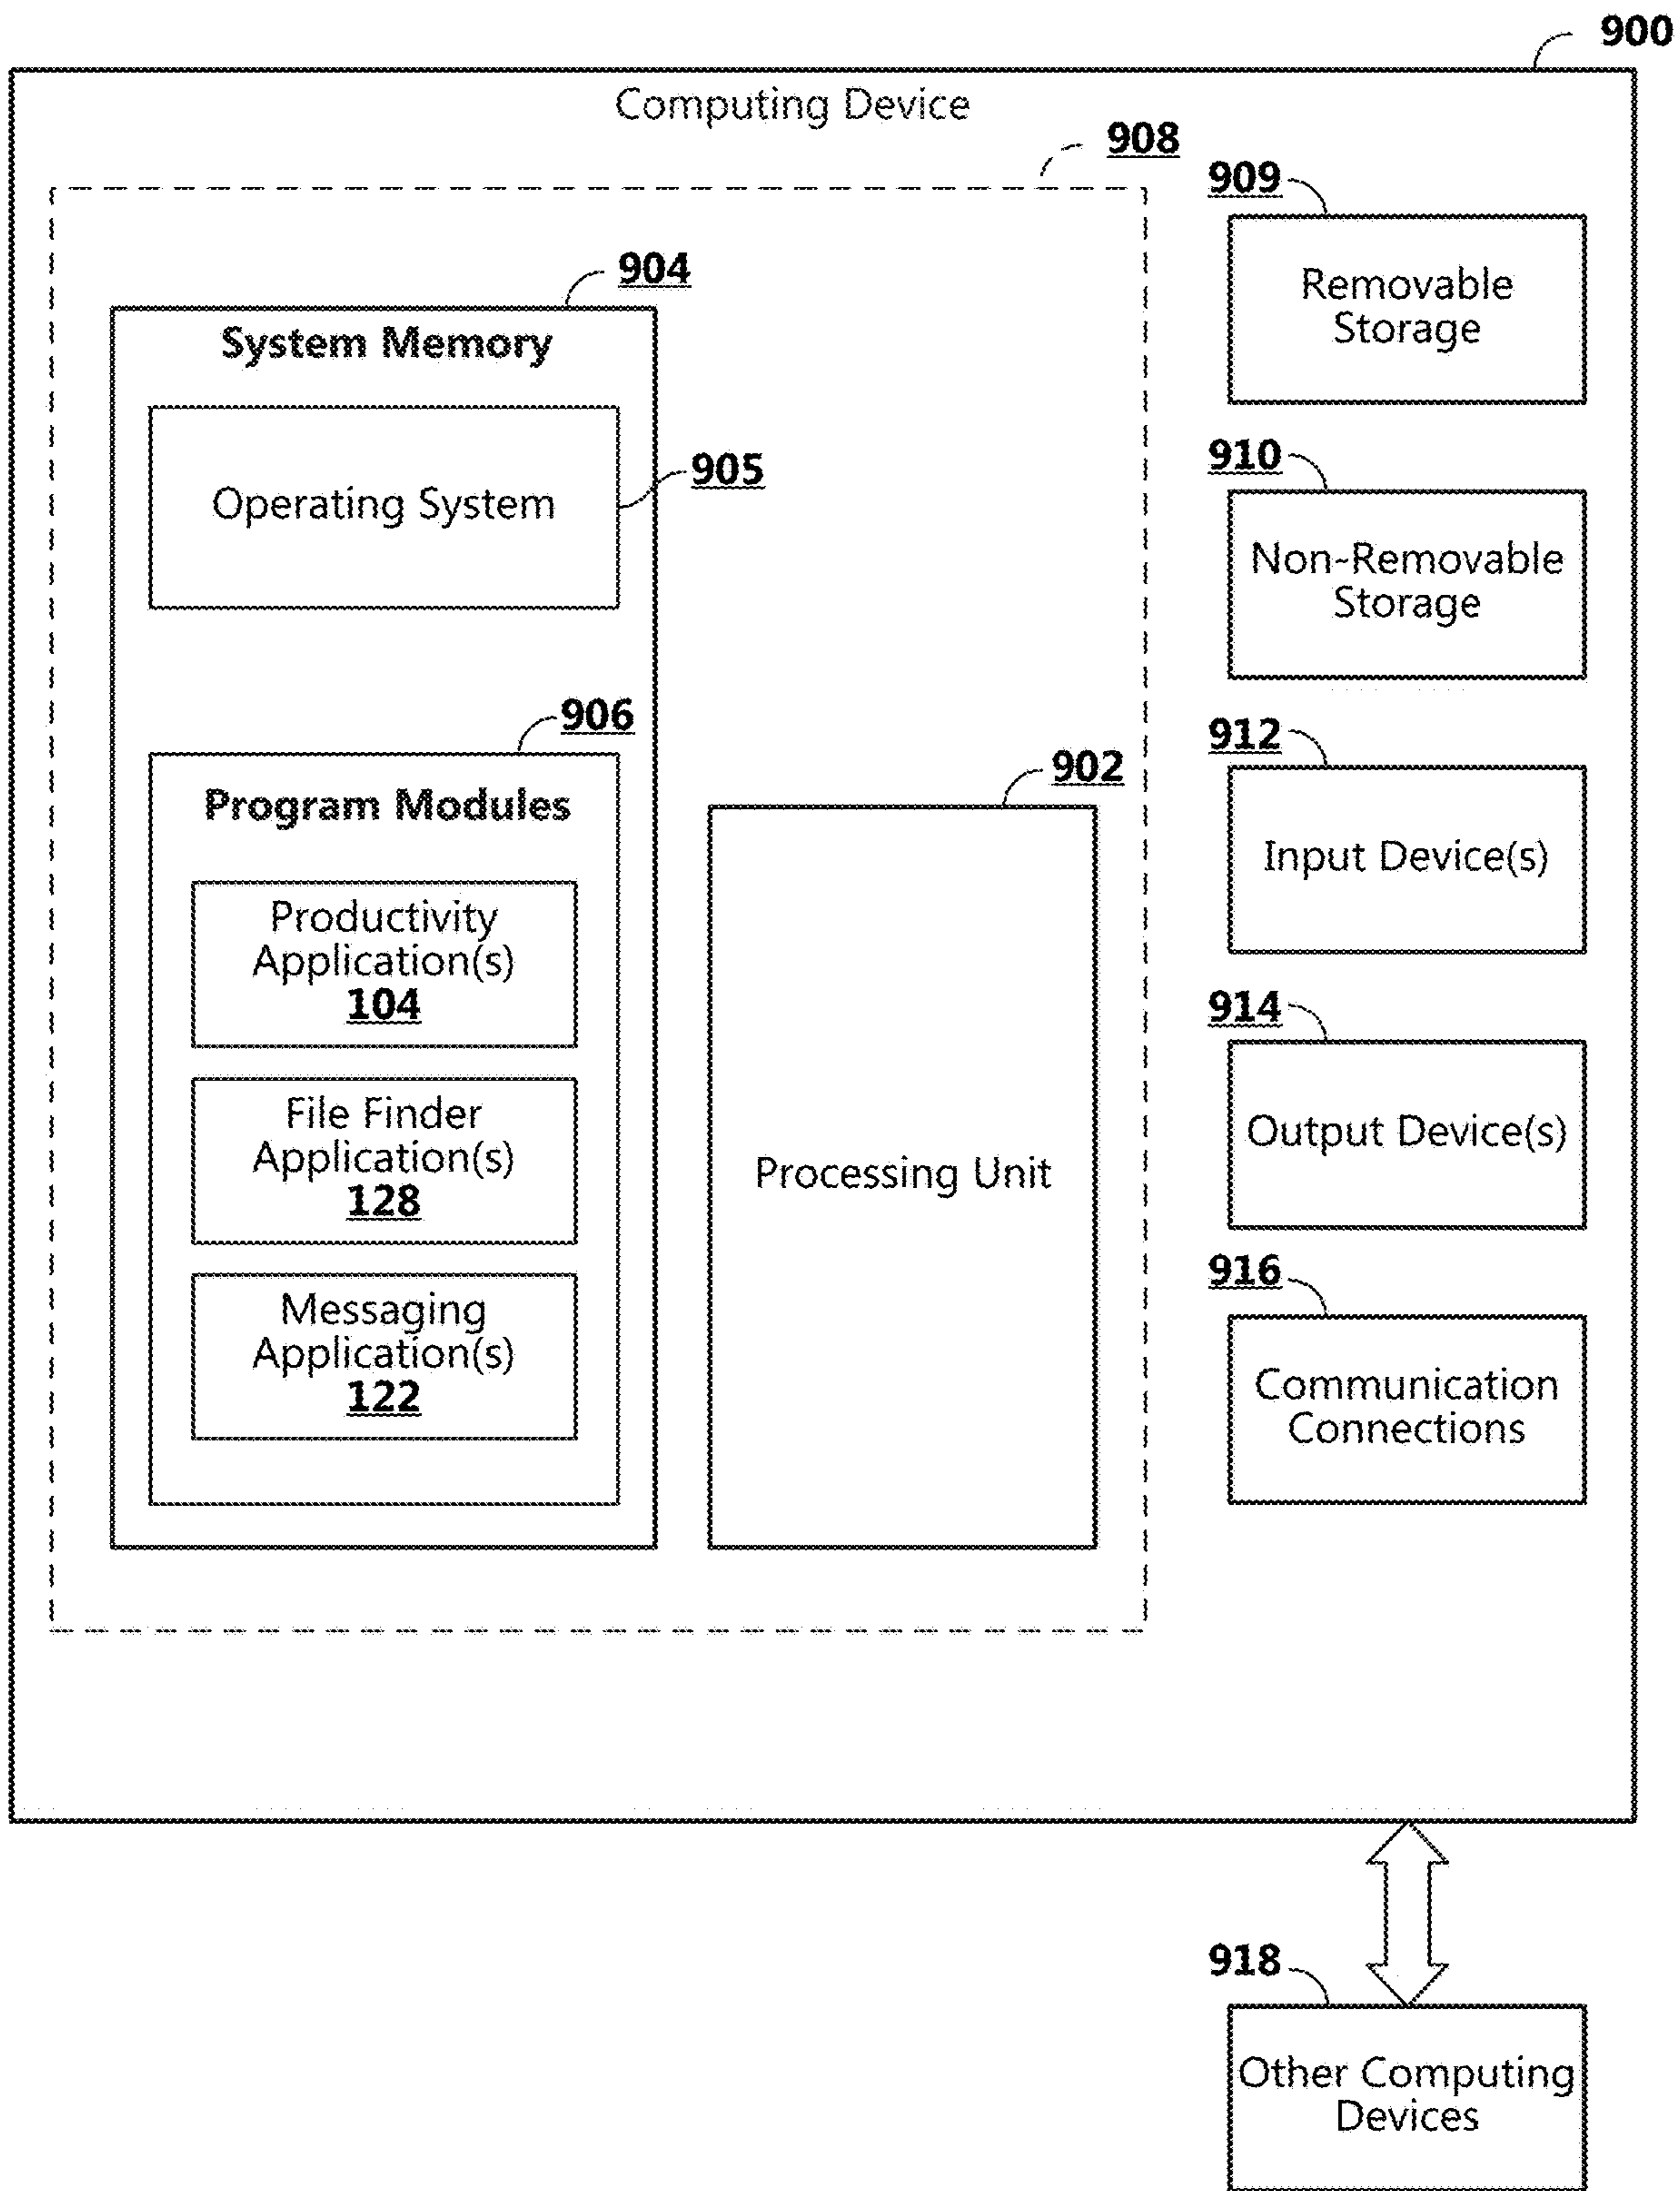 900
Computing Device
908
909
Removable
Storage
904
System Memory
Operating System
905
910
Non-Removable
Storage
906
Program Modules
Productivity
Application(s)
104
File Finder
Application(s)
128
Messaging
Application(s)
122
902
Processing Unit
912
Input Device(s)
914
Output Device(s)
916
Communication
Connections
918
Other Computing
Devices